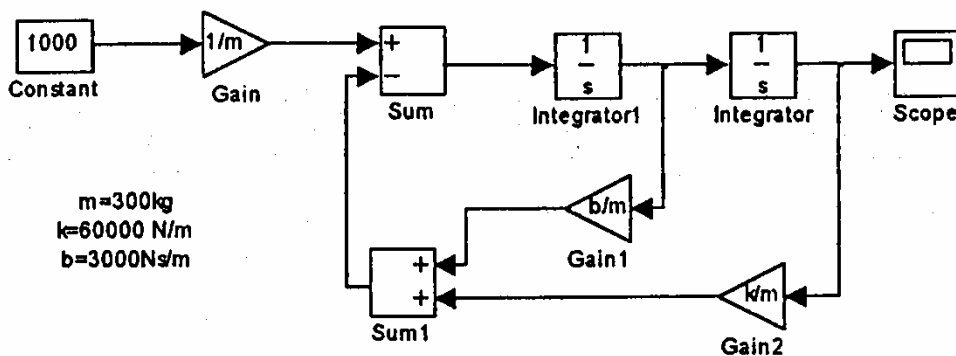 1000
Constant
1/m
Gain
+
−
Sum
1
s
Integrator1
1
s
Integrator
Scope
m=300kg
k=60000 N/m
b=3000Ns/m
b/m
Gain1
+
+
Sum1
k/m
Gain2